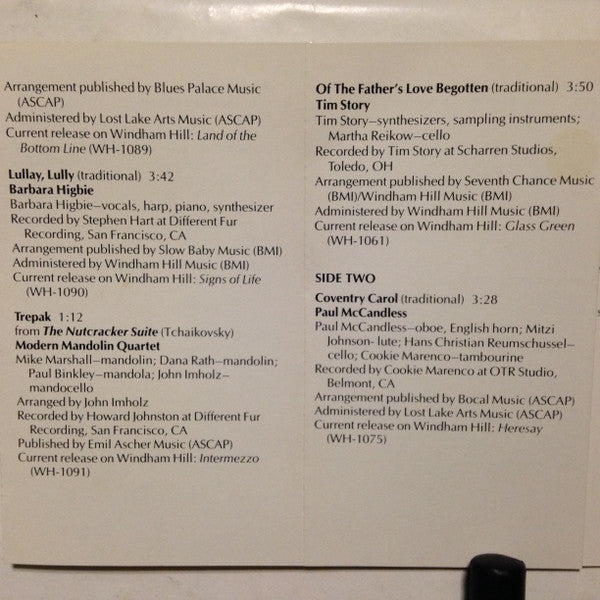 Arrangement published by Blues Palace Music
(ASCAP)
Administered by Lost Lake Arts Music (ASCAP)
Current release on Windham Hill: Land of the
Bottom Line (WH-1089)
Lullay, Lully (traditional) 3:42
Barbara Higbie
Barbara Higbie—vocals, harp, piano, synthesizer
Recorded by Stephen Hart at Different Fur
Recording, San Francisco, CA
Arrangement published by Slow Baby Music (BMI)
Administered by Windham Hill Music (BMI)
Current release on Windham Hill: Signs of Life
(WH-1090)
Trepak 1:12
from The Nutcracker Suite (Tchaikovsky)
Modern Mandolin Quartet
Mike Marshall—mandolin; Dana Rath—mandolin;
Paul Binkley—mandola; John Imholz—
mandocello
Arranged by John Imholz
Recorded by Howard Johnston at Different Fur
Recording, San Francisco, CA
Published by Emil Ascher Music (ASCAP)
Current release on Windham Hill: Intermezzo
(WH-1091)
Of The Father's Love Begotten (traditional) 3:50
Tim Story
Tim Story—synthesizers, sampling instruments;
Martha Reikow—cello
Recorded by Tim Story at Scharren Studios,
Toledo, OH
Arrangement published by Seventh Chance Music
(BMI)/Windham Hill Music (BMI)
Administered by Windham Hill Music (BMI)
Current release on Windham Hill: Glass Green
(WH-1061)
SIDE TWO
Coventry Carol (traditional) 3:28
Paul McCandless
Paul McCandless—oboe, English horn; Mitzi
Johnson- lute; Hans Christian Reumschussel—
cello; Cookie Marenco—tambourine
Recorded by Cookie Marenco at OTR Studio,
Belmont, CA
Arrangement published by Bocal Music (ASCAP)
Administered by Lost Lake Arts Music (ASCAP)
Current release on Windham Hill: Heresay
(WH-1075)